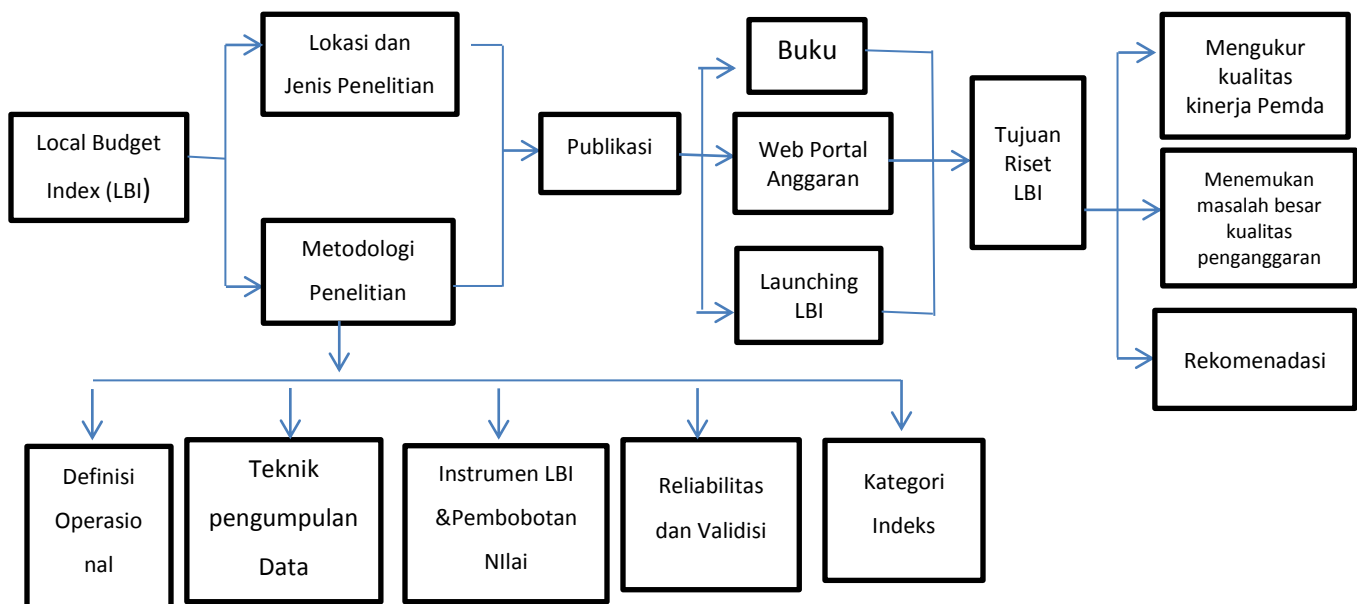 Local Budget
Index (LBI)
Lokasi dan
Jenis Penelitian
Metodologi
Penelitian
Publikasi
Buku
Web Portal
Anggaran
Launching
LBI
Tujuan
Riset
LBI
Mengukur
kualitas
kinerja Pemda
Menemukan
masalah besar
kualitas
penganggaran
Rekomenadasi
Definisi
Operasio
nal
Teknik
pengumpulan
Data
Instrumen LBI
&Pembobotan
NIlai
Reliabilitas
dan Validisi
Kategori
Indeks